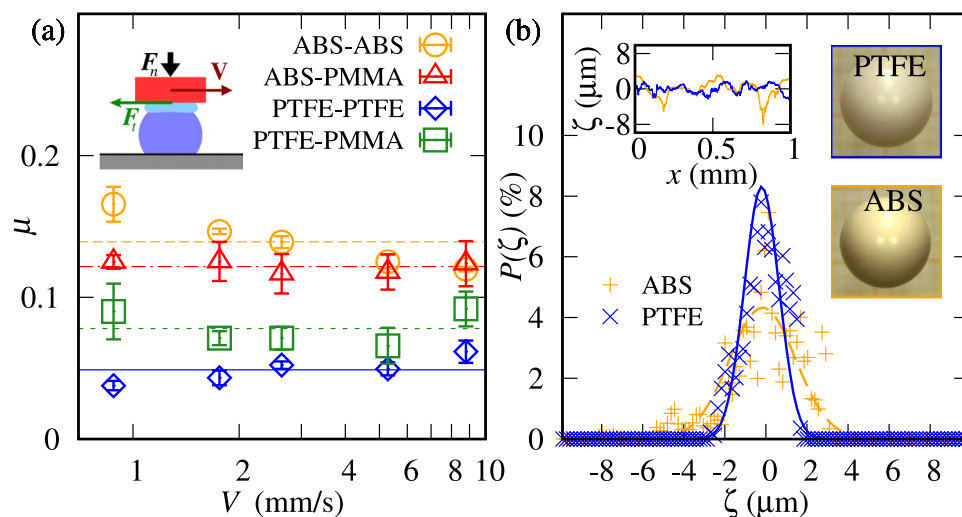 (a)
F_n
V
F_t
ABS-ABS
ABS-PMMA
PTFE-PTFE
PTFE-PMMA
0.2
0.1
0
μ
1 2 4 6 8 10
V (mm/s)
(b)
ζ (μm)
8
0
-8
0 0.5 1
x (mm)
PTFE
ABS
10
8
6
4
2
0
P(ζ) (%)
ABS
PTFE
-8 -6 -4 -2 0 2 4 6 8
ζ (μm)